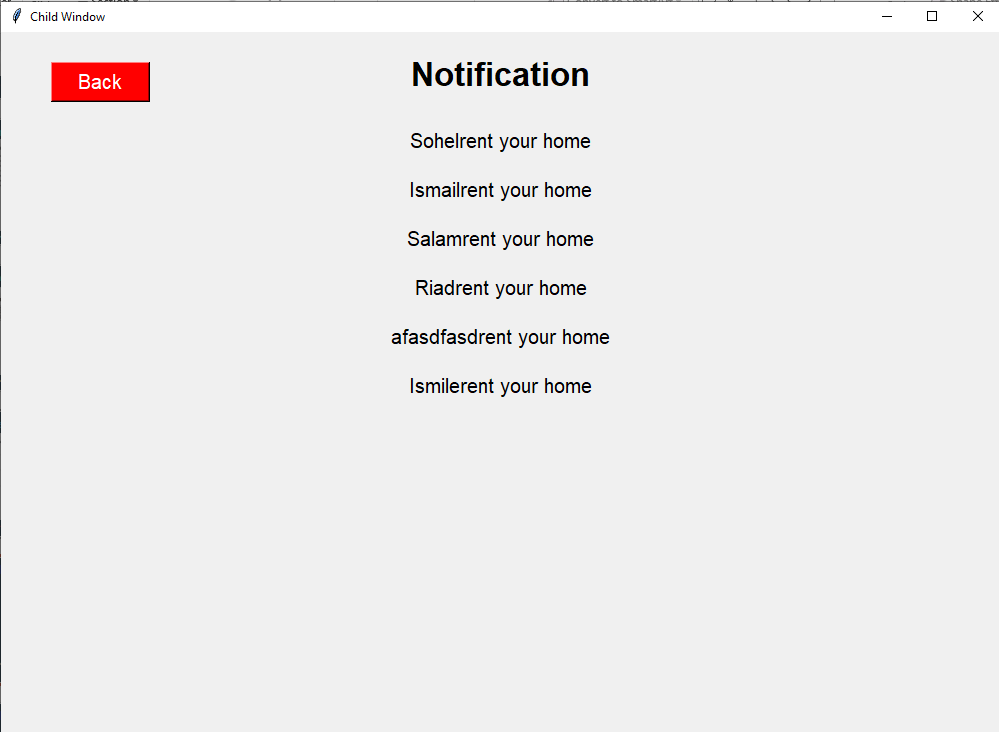 Child Window
Back
Notification
Sohelrent your home
Ismailrent your home
Salamrent your home
Riadrent your home
afasdfasdrent your home
Ismilerent your home